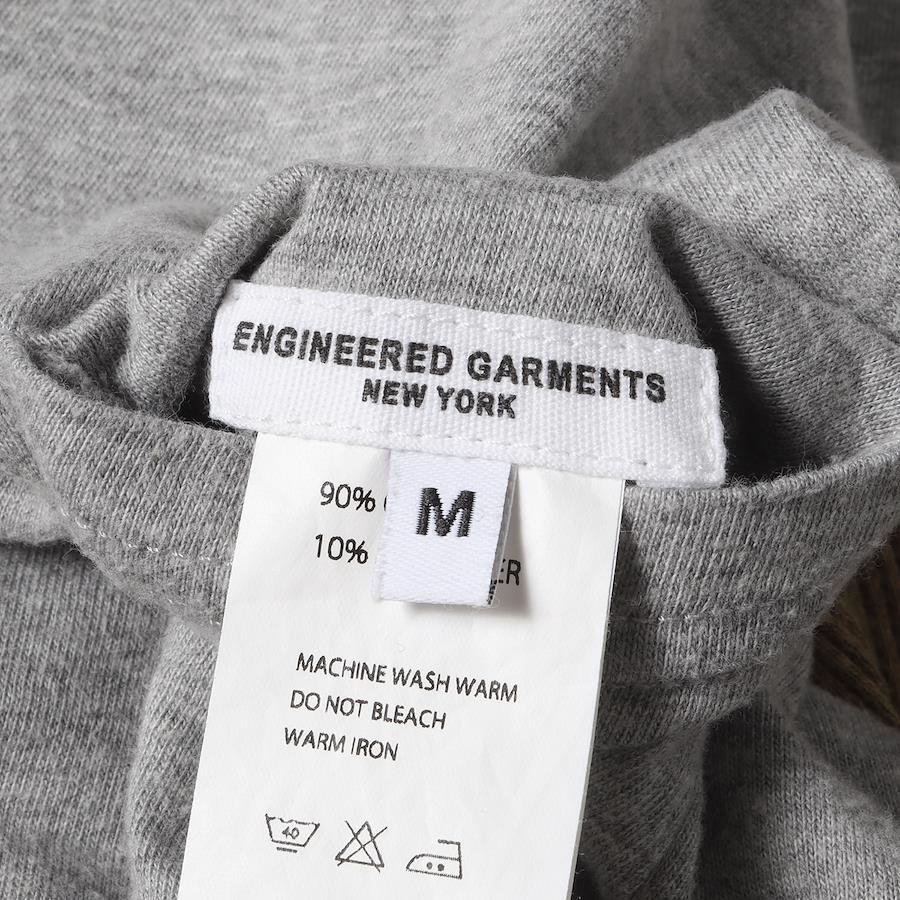 ENGINEERED GARMENTS
NEW YORK
M
90%
10%
MACHINE WASH WARM
DO NOT BLEACH
WARM IRON
40